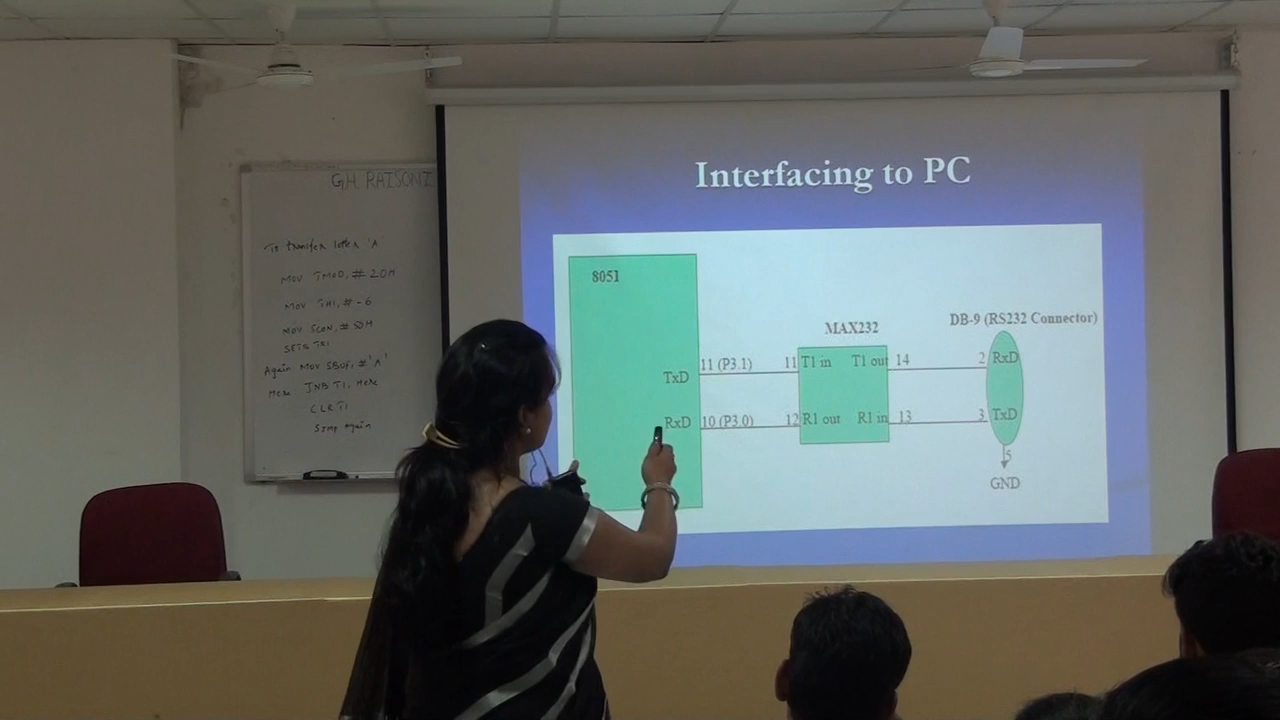 G.H. RAISONI
To transfer letter 'A'
MOV TMOD, # 20H
MOV TH1, # -6
MOV SCON, # 50H
SETB TR1
Again MOV SBUF, # 'A'
Here JNB TI, Here
CLR TI
SJMP Again
Interfacing to PC
8051
MAX232
DB-9 (RS232 Connector)
TxD 11 (P3.1) 11 T1 in T1 out 14 2 RxD
RxD 10 (P3.0) 12 R1 out R1 in 13 3 TxD
5
GND